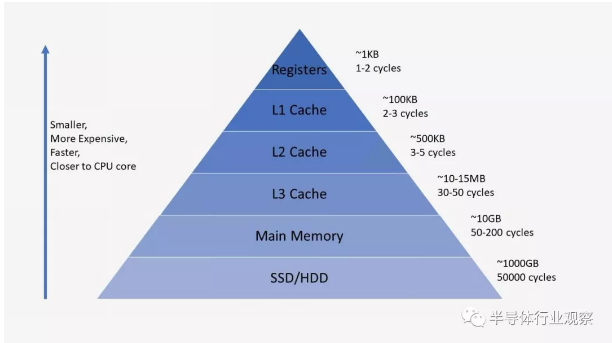 Registers
~1KB
1-2 cycles
L1 Cache
~100KB
2-3 cycles
Smaller,
More Expensive,
Faster,
Closer to CPU core
L2 Cache
~500KB
3-5 cycles
L3 Cache
~10-15MB
30-50 cycles
Main Memory
~10GB
50-200 cycles
SSD/HDD
~1000GB
50000 cycles
半导体行业观察